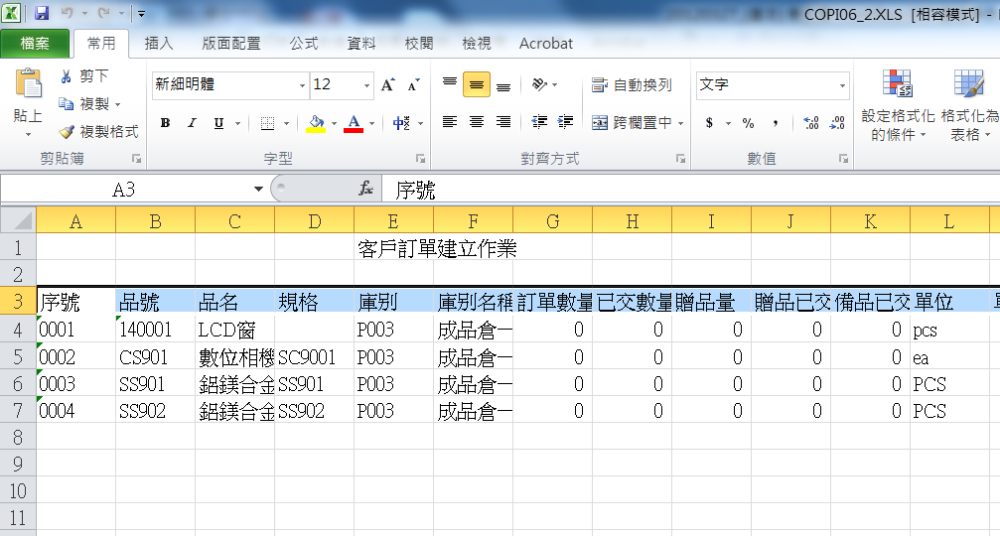 COPI06_2.XLS [相容模式] -
檔案 常用 插入 版面配置 公式 資料 校閱 檢視 Acrobat
貼上 剪下 複製 複製格式 剪貼簿
新細明體 12 A A
B I U A 中 字型
自動換列 跨欄置中 對齊方式
文字 $ % , .00 .0 數值
設定格式化的條件 格式化為表格
A3 fx 序號
A B C D E F G H I J K L
1 客戶訂單建立作業
2
3 序號 品號 品名 規格 庫別 庫別名稱 訂單數量 已交數量 贈品量 贈品已交 備品已交 單位
4 0001 140001 LCD窗 P003 成品倉一 0 0 0 0 0 pcs
5 0002 CS901 數位相機 SC9001 P003 成品倉一 0 0 0 0 0 ea
6 0003 SS901 鋁鎂合金 SS901 P003 成品倉一 0 0 0 0 0 PCS
7 0004 SS902 鋁鎂合金 SS902 P003 成品倉一 0 0 0 0 0 PCS
8
9
10
11